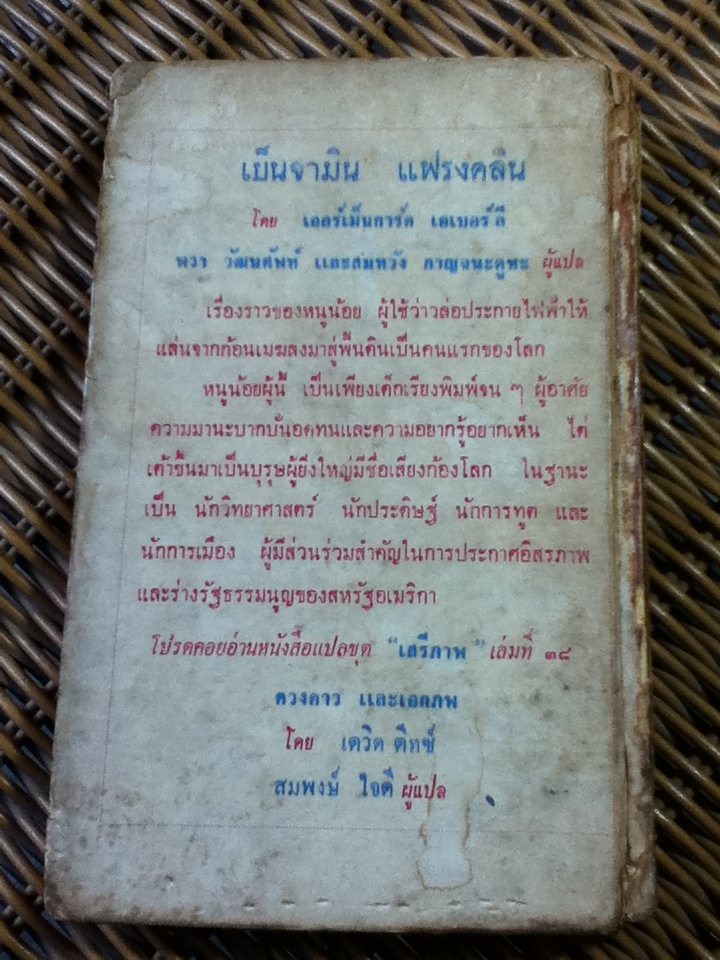 เบ็นจามิน แฟรงคลิน
โดย เออร์เม็นการ์ด เอเบอร์ลี
พวา วัฒนศัพท์ และสมหวัง กาญจนะคูหะ ผู้แปล
เรื่องราวของหนูน้อย ผู้ใช้ว่าวล่อประกายไฟฟ้าให้
แล่นจากก้อนเมฆลงมาสู่พื้นดินเป็นคนแรกของโลก
หนูน้อยผู้นี้ เป็นเพียงเด็กเรียงพิมพ์จน ๆ ผู้อาศัย
ความมานะบากบั่นอดทนและความอยากรู้อยากเห็น ได้
เต้าขึ้นมาเป็นบุรุษผู้ยิ่งใหญ่มีชื่อเสียงก้องโลก ในฐานะ
เป็น นักวิทยาศาสตร์ นักประดิษฐ์ นักการทูต และ
นักการเมือง ผู้มีส่วนร่วมสำคัญในการประกาศอิสรภาพ
และร่างรัฐธรรมนูญของสหรัฐอเมริกา
โปรดคอยอ่านหนังสือแปลชุด "เสรีภาพ" เล่มที่ ๓๘
ดวงดาว และเอกภพ
โดย เดวิด ดีทซ์
สมพงษ์ ใจดี ผู้แปล